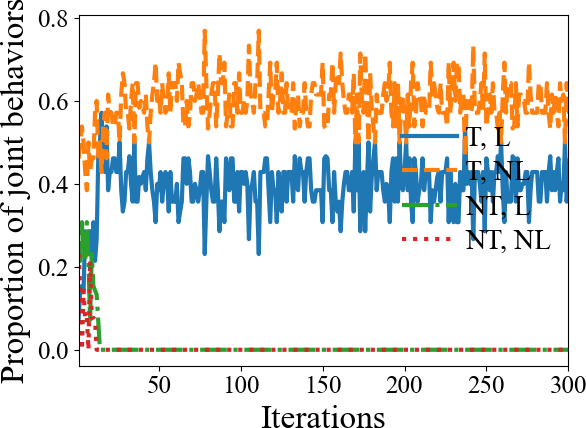 Proportion of joint behaviors
0.8
0.6
0.4
0.2
0.0
T, L
T, NL
NT, L
NT, NL
50
100
150
200
250
300
Iterations